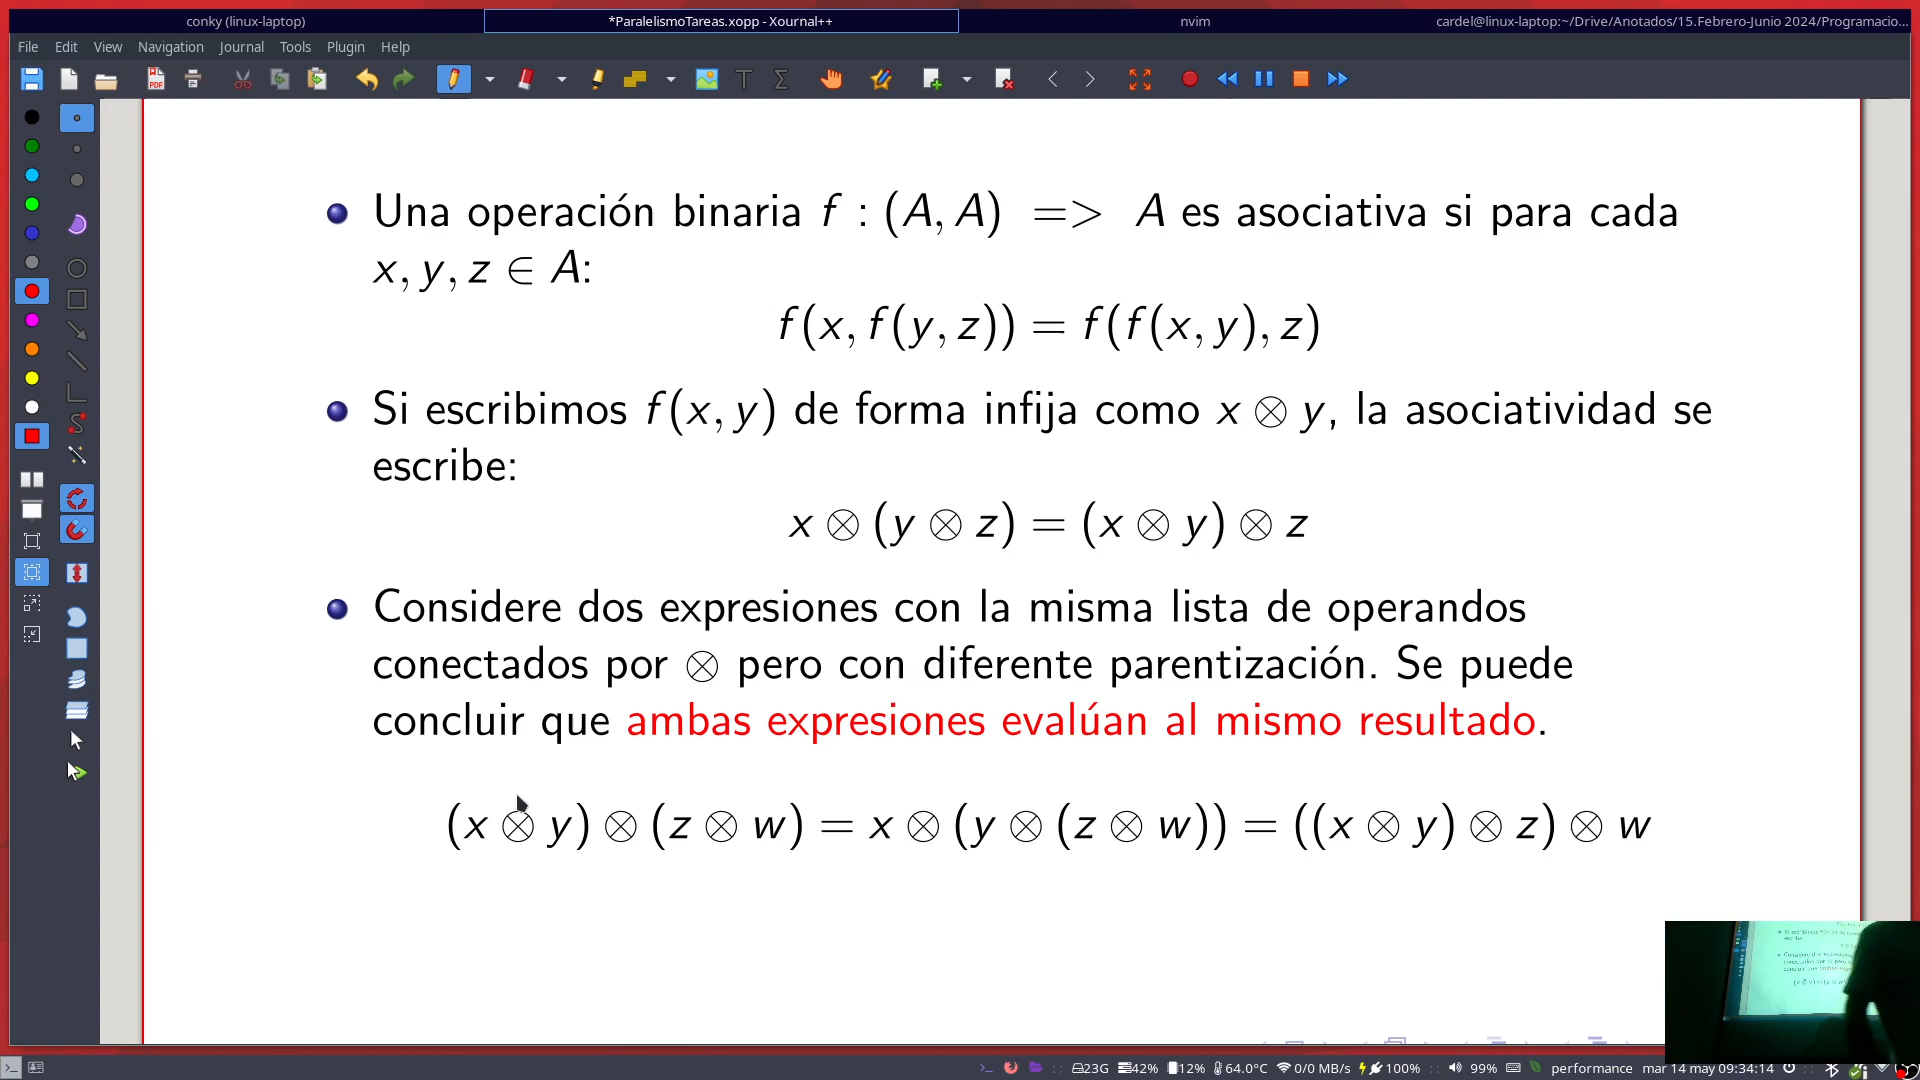 conky (linux-laptop)
*ParalelismoTareas.xopp - Xournal++
nvim
cardel@linux-laptop:~/Drive/Anotados/15.Febrero-Junio 2024/Programacio...
File Edit View Navigation Journal Tools Plugin Help
Una operación binaria f : (A, A) => A es asociativa si para cada
x, y, z ∈ A:
f(x, f(y, z)) = f(f(x, y), z)
Si escribimos f(x, y) de forma infija como x ⊗ y, la asociatividad se
escribe:
x ⊗ (y ⊗ z) = (x ⊗ y) ⊗ z
Considere dos expresiones con la misma lista de operandos
conectados por ⊗ pero con diferente parentización. Se puede
concluir que ambas expresiones evalúan al mismo resultado.
(x ⊗ y) ⊗ (z ⊗ w) = x ⊗ (y ⊗ (z ⊗ w)) = ((x ⊗ y) ⊗ z) ⊗ w
23G 42% 12% 64.0°C 0/0 MB/s 100% 99% performance mar 14 may 09:34:14